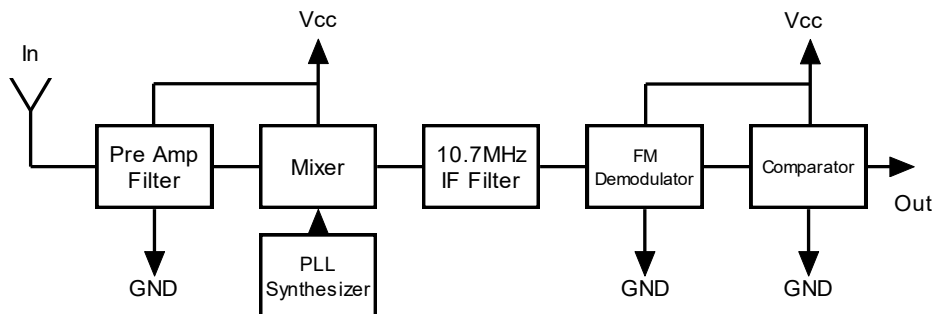 Vcc
Vcc
In
Pre Amp
Filter
Mixer
10.7MHz
IF Filter
FM
Demodulator
Comparator
Out
GND
PLL
Synthesizer
GND
GND